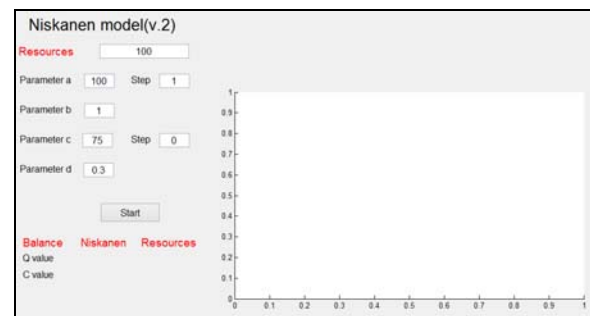 Niskanen model(v.2)
Resources 100
Parameter a 100 Step 1
Parameter b 1
Parameter c 75 Step 0
Parameter d 0.3
Start
Balance Niskanen Resources
Q value
C value
1
0.9
0.8
0.7
0.6
0.5
0.4
0.3
0.2
0.1
0
0 0.1 0.2 0.3 0.4 0.5 0.6 0.7 0.8 0.9 1